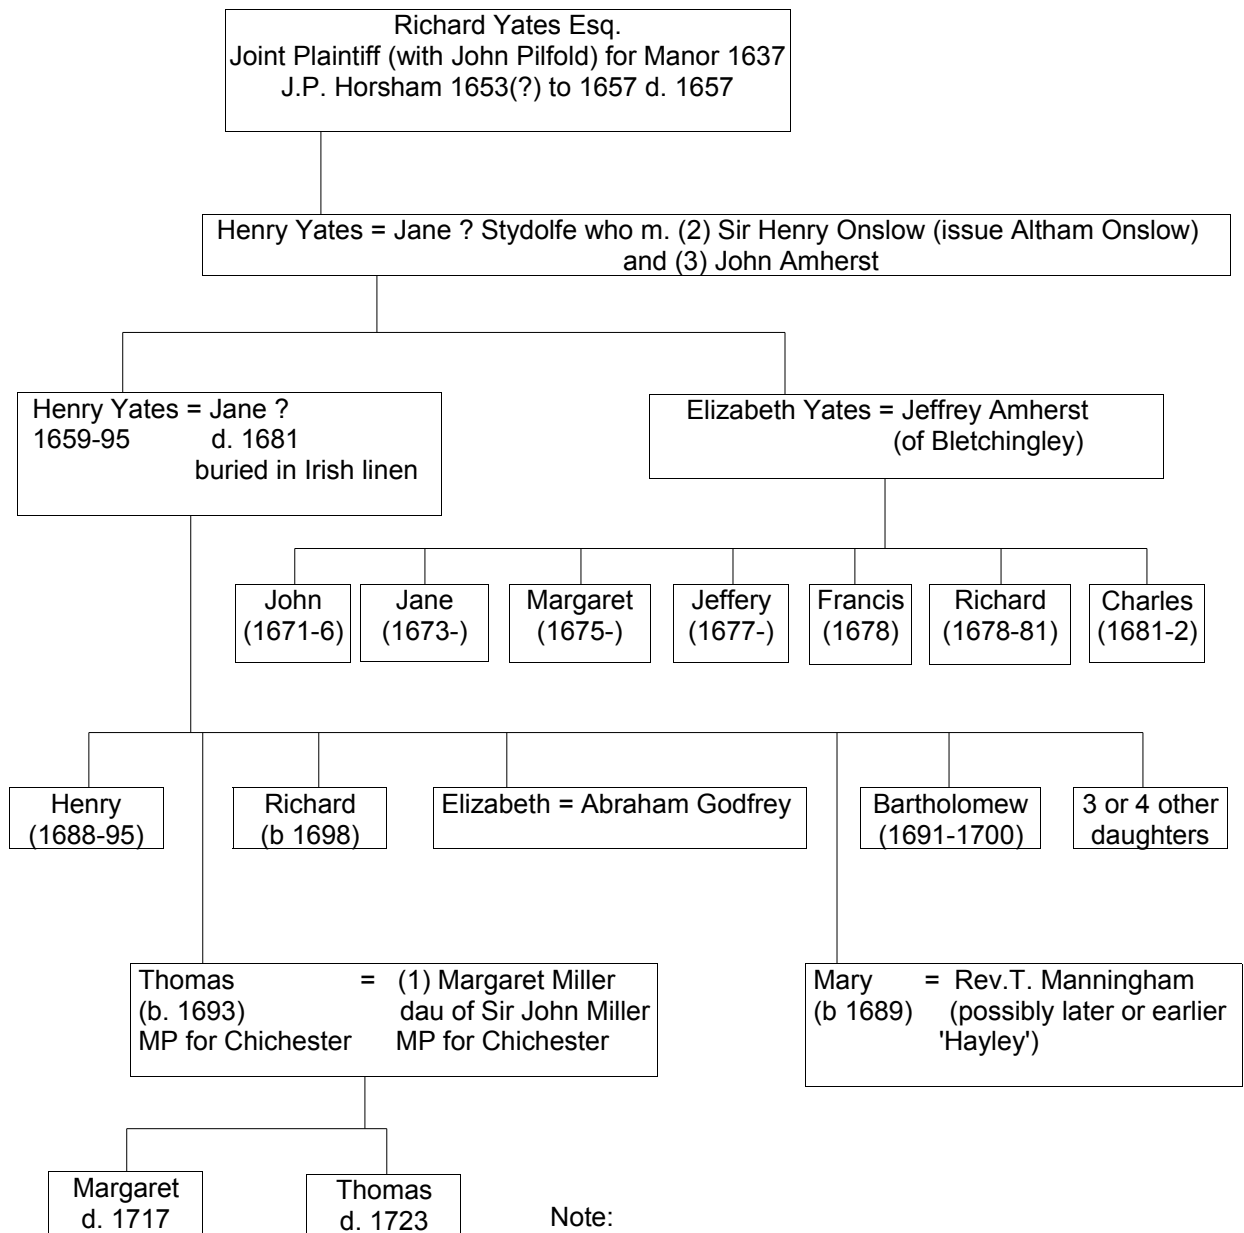 Richard Yates Esq.
Joint Plaintiff (with John Pilfold) for Manor 1637
J.P. Horsham 1653(?) to 1657 d. 1657
Henry Yates = Jane ? Stydolfe who m. (2) Sir Henry Onslow (issue Altham Onslow)
and (3) John Amherst
Henry Yates = Jane ?
1659-95 d. 1681
buried in Irish linen
Elizabeth Yates = Jeffrey Amherst
(of Bletchingley)
John
(1671-6)
Jane
(1673-)
Margaret
(1675-)
Jeffery
(1677-)
Francis
(1678)
Richard
(1678-81)
Charles
(1681-2)
Henry
(1688-95)
Richard
(b 1698)
Elizabeth = Abraham Godfrey
Bartholomew
(1691-1700)
3 or 4 other
daughters
Thomas = (1) Margaret Miller
(b. 1693) dau of Sir John Miller
MP for Chichester MP for Chichester
Mary = Rev.T. Manningham
(b 1689) (possibly later or earlier
'Hayley')
Margaret
d. 1717
Thomas
d. 1723
Note: